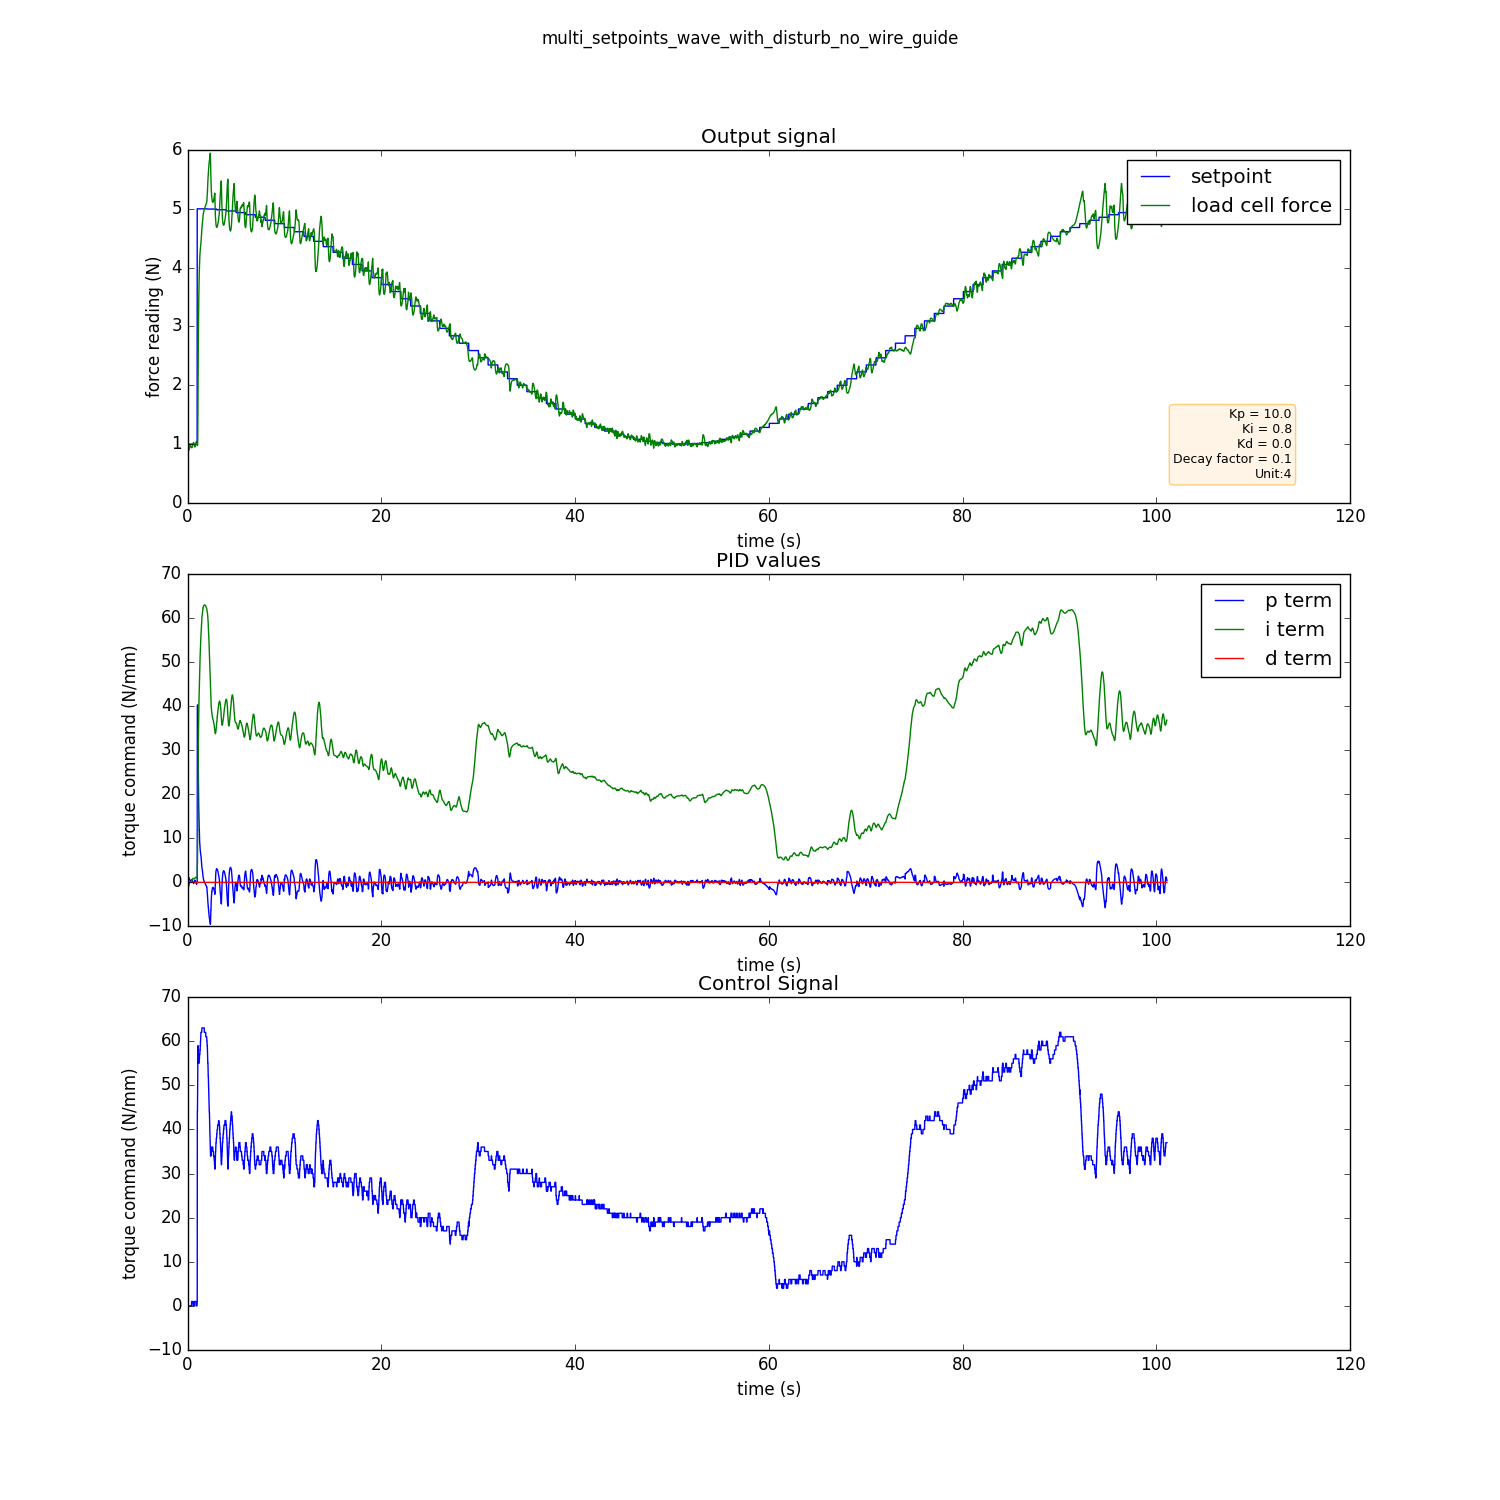 multi_setpoints_wave_with_disturb_no_wire_guide
Output signal
force reading (N)
6
5
4
3
2
1
0
setpoint
load cell force
Kp = 10.0
Ki = 0.8
Kd = 0.0
Decay factor = 0.1
Unit:4
0 20 40 60 80 100 120
time (s)
PID values
torque command (N/mm)
70
60
50
40
30
20
10
0
−10
p term
i term
d term
0 20 40 60 80 100 120
time (s)
Control Signal
torque command (N/mm)
70
60
50
40
30
20
10
0
−10
0 20 40 60 80 100 120
time (s)